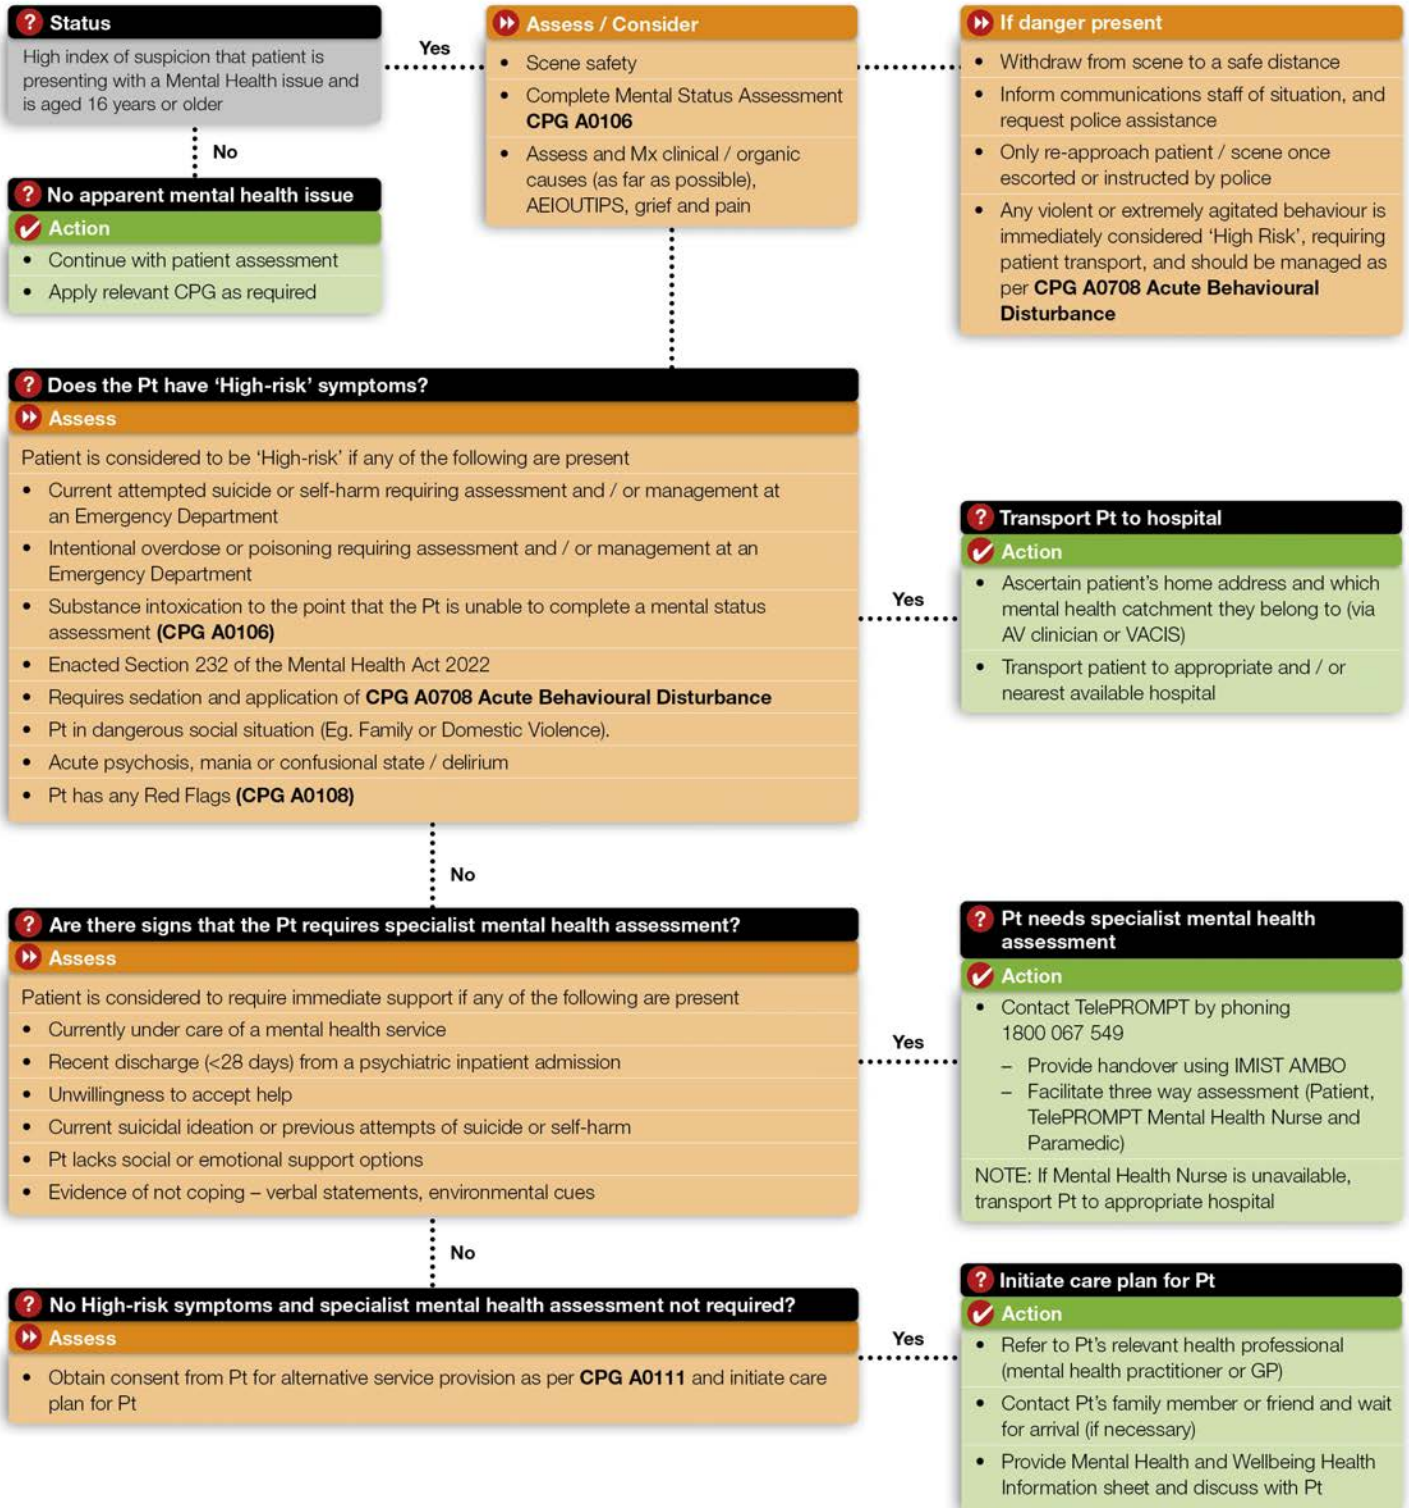 Status
High index of suspicion that patient is
presenting with a Mental Health issue and
is aged 16 years or older
Yes
No
No apparent mental health issue
Action
• Continue with patient assessment
• Apply relevant CPG as required
Assess / Consider
• Scene safety
• Complete Mental Status Assessment
CPG A0106
• Assess and Mx clinical / organic
causes (as far as possible),
AEIOUTIPS, grief and pain
If danger present
• Withdraw from scene to a safe distance
• Inform communications staff of situation, and
request police assistance
• Only re-approach patient / scene once
escorted or instructed by police
• Any violent or extremely agitated behaviour is
immediately considered ‘High Risk’, requiring
patient transport, and should be managed as
per CPG A0708 Acute Behavioural
Disturbance
Does the Pt have ‘High-risk’ symptoms?
Assess
Patient is considered to be ‘High-risk’ if any of the following are present
• Current attempted suicide or self-harm requiring assessment and / or management at
an Emergency Department
• Intentional overdose or poisoning requiring assessment and / or management at an
Emergency Department
• Substance intoxication to the point that the Pt is unable to complete a mental status
assessment (CPG A0106)
• Enacted Section 232 of the Mental Health Act 2022
• Requires sedation and application of CPG A0708 Acute Behavioural Disturbance
• Pt in dangerous social situation (Eg. Family or Domestic Violence).
• Acute psychosis, mania or confusional state / delirium
• Pt has any Red Flags (CPG A0108)
Yes
Transport Pt to hospital
Action
• Ascertain patient’s home address and which
mental health catchment they belong to (via
AV clinician or VACIS)
• Transport patient to appropriate and / or
nearest available hospital
No
Are there signs that the Pt requires specialist mental health assessment?
Assess
Patient is considered to require immediate support if any of the following are present
• Currently under care of a mental health service
• Recent discharge (<28 days) from a psychiatric inpatient admission
• Unwillingness to accept help
• Current suicidal ideation or previous attempts of suicide or self-harm
• Pt lacks social or emotional support options
• Evidence of not coping – verbal statements, environmental cues
Yes
Pt needs specialist mental health
assessment
Action
• Contact TelePROMPT by phoning
1800 067 549
– Provide handover using IMIST AMBO
– Facilitate three way assessment (Patient,
TelePROMPT Mental Health Nurse and
Paramedic)
NOTE: If Mental Health Nurse is unavailable,
transport Pt to appropriate hospital
No
No High-risk symptoms and specialist mental health assessment not required?
Assess
• Obtain consent from Pt for alternative service provision as per CPG A0111 and initiate care
plan for Pt
Yes
Initiate care plan for Pt
Action
• Refer to Pt’s relevant health professional
(mental health practitioner or GP)
• Contact Pt’s family member or friend and wait
for arrival (if necessary)
• Provide Mental Health and Wellbeing Health
Information sheet and discuss with Pt